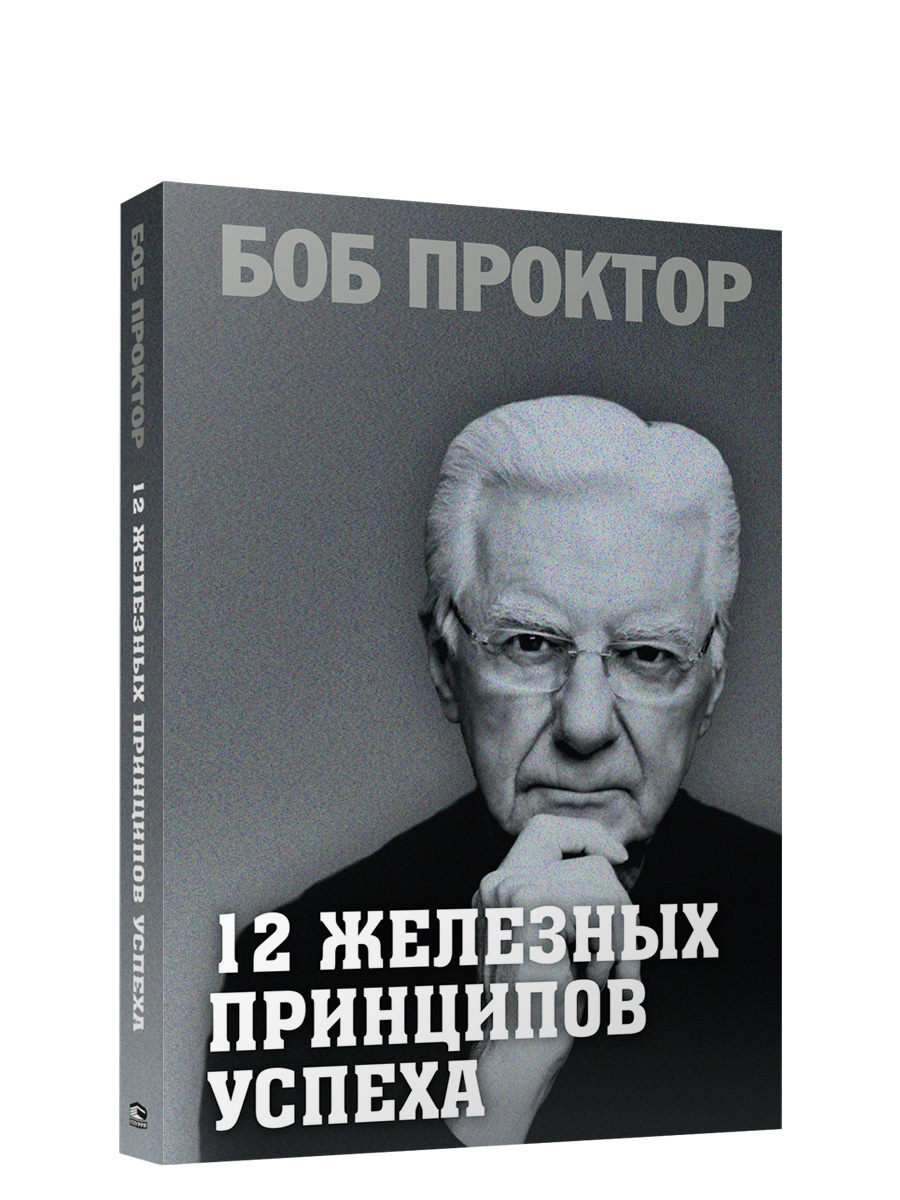 БОБ ПРОКТОР
12 ЖЕЛЕЗНЫХ
ПРИНЦИПОВ
УСПЕХА
БОБ ПРОКТОР 12 ЖЕЛЕЗНЫХ ПРИНЦИПОВ УСПЕХА